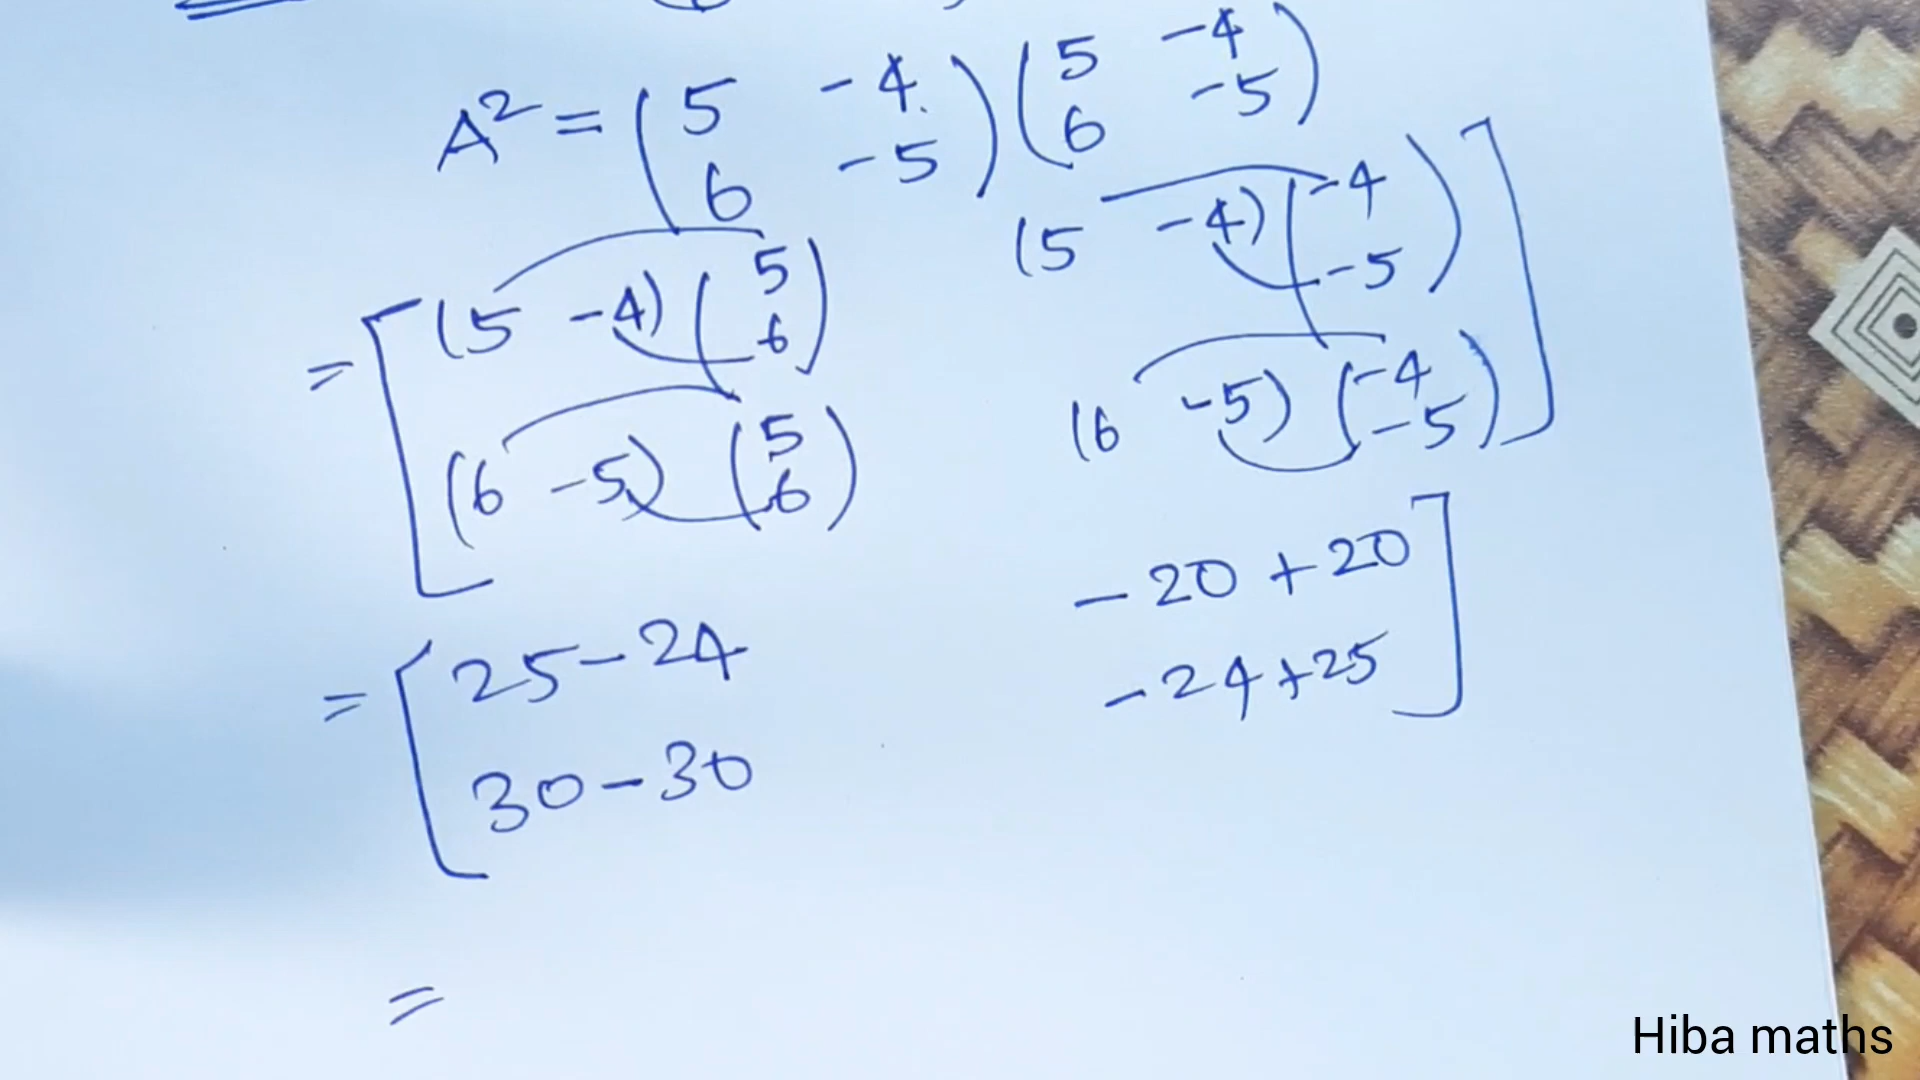 A² = (5 -4) (5 -4)
(6 -5) (6 -5)
= [(5 -4) (5 6) (5 -4) (-4 -5)]
[(6 -5) (5 6) (6 -5) (-4 -5)]
= [25-24 -20+20]
[30-30 -24+25]
=
Hiba maths